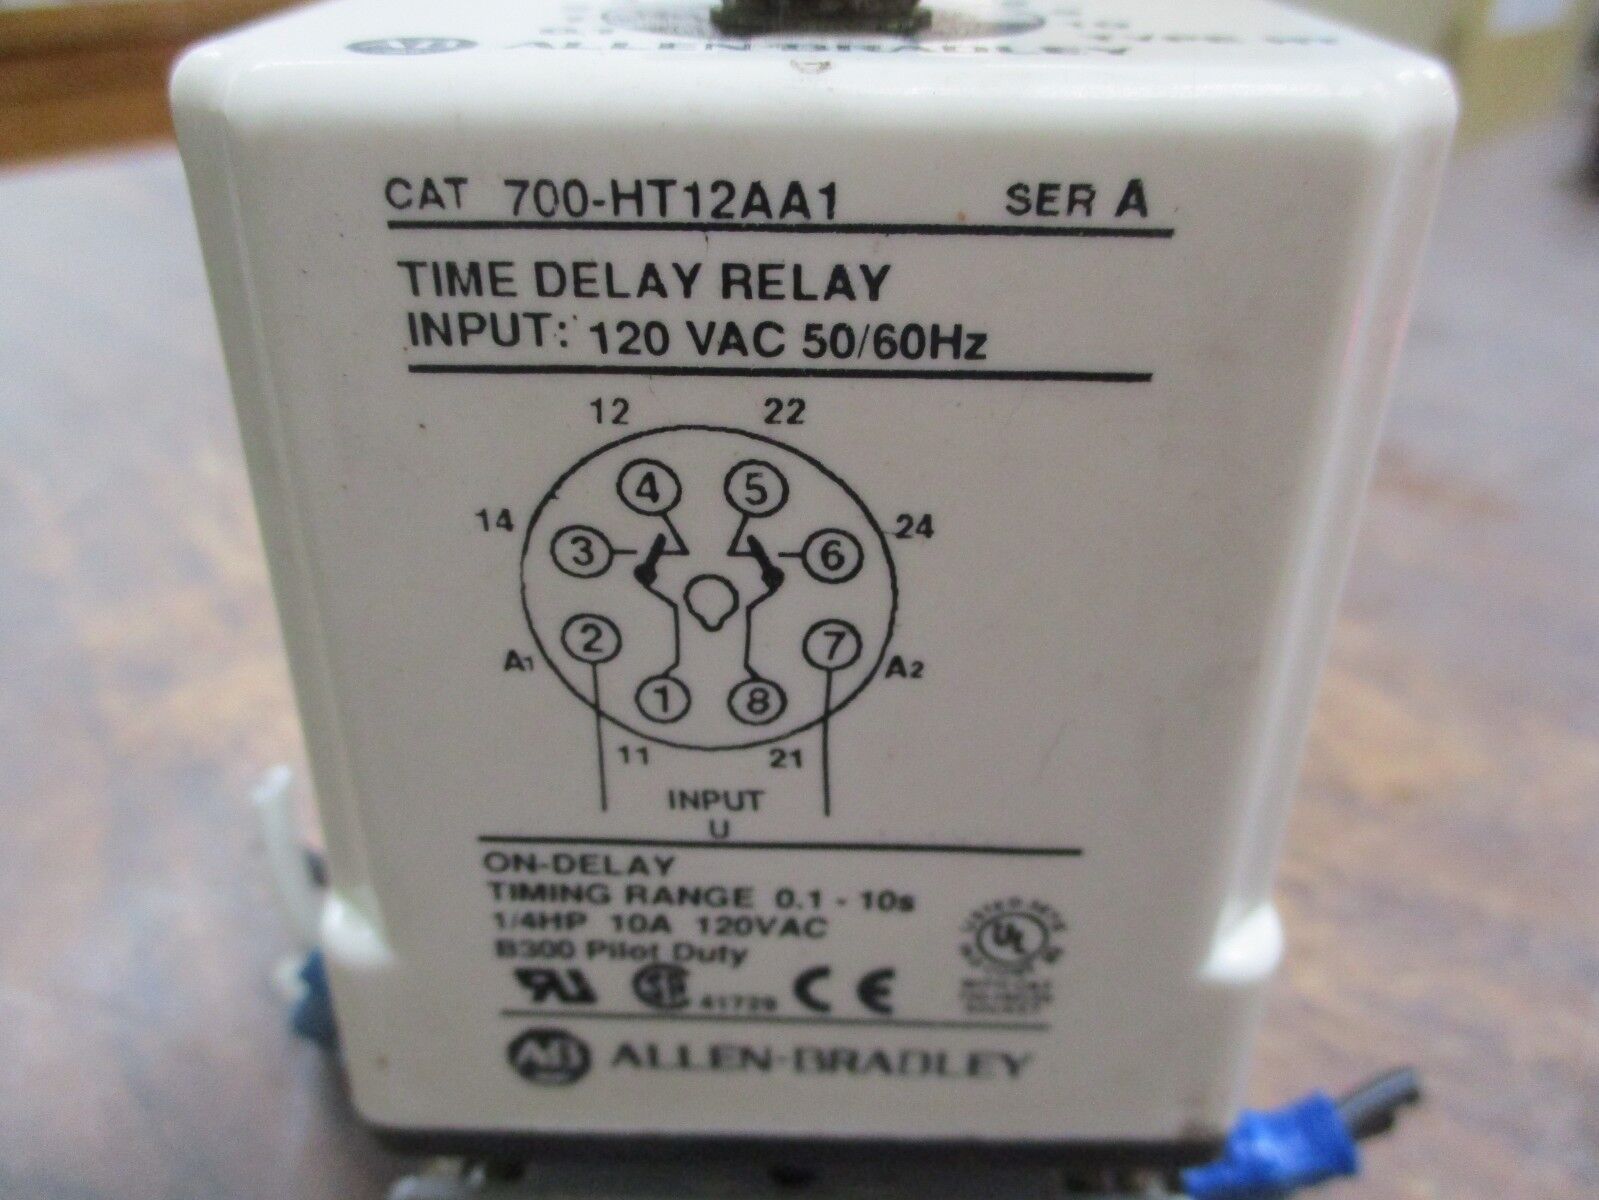 ALLEN-BRADLEY
CAT 700-HT12AA1 SER A
TIME DELAY RELAY
INPUT: 120 VAC 50/60Hz
12 22
4 5
14 24
3 6
2 7
A1 A2
1 8
11 21
INPUT
U
ON-DELAY
TIMING RANGE 0.1 - 10s
1/4HP 10A 120VAC
B300 Pilot Duty
UL
41729 CE
AB ALLEN-BRADLEY